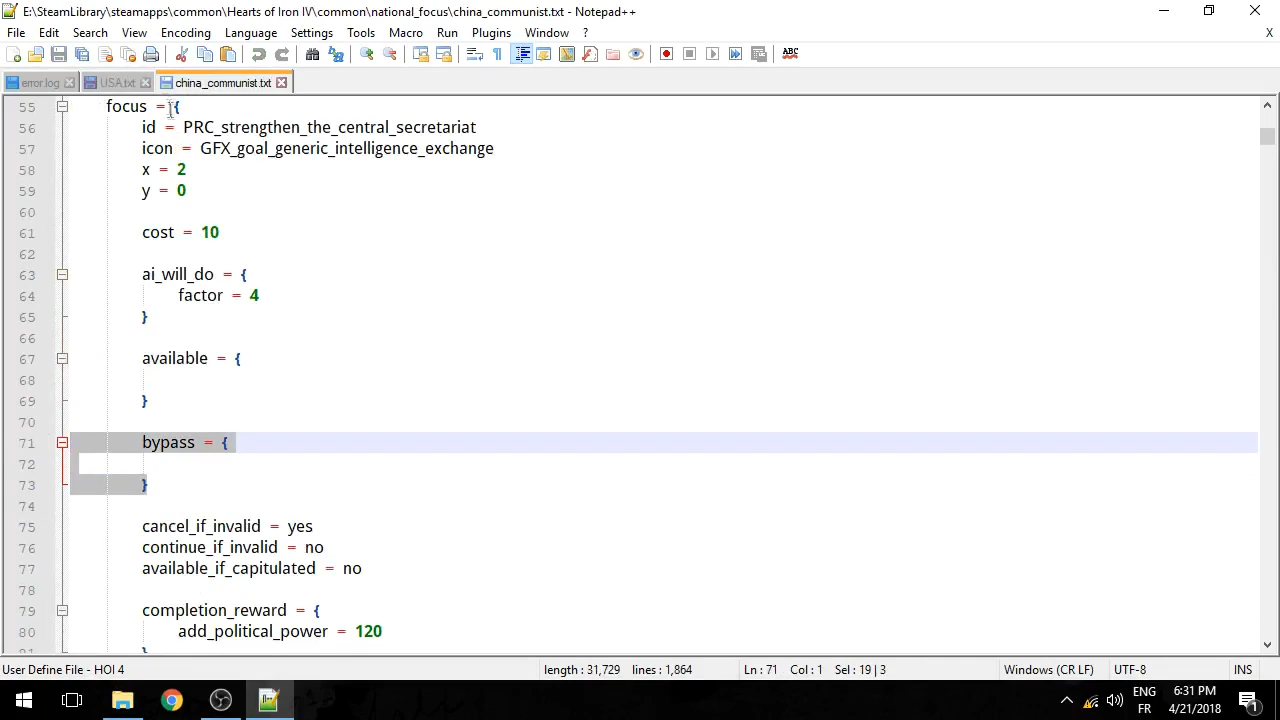 E:\SteamLibrary\steamapps\common\Hearts of Iron IV\common\national_focus\china_communist.txt - Notepad++
File Edit Search View Encoding Language Settings Tools Macro Run Plugins Window ? X
ABC
error.log USA.txt china_communist.txt
55 focus = {
56 id = PRC_strengthen_the_central_secretariat
57 icon = GFX_goal_generic_intelligence_exchange
58 x = 2
59 y = 0
60
61 cost = 10
62
63 ai_will_do = {
64 factor = 4
65 }
66
67 available = {
68
69 }
70
71 bypass = {
72
73 }
74
75 cancel_if_invalid = yes
76 continue_if_invalid = no
77 available_if_capitulated = no
78
79 completion_reward = {
80 add_political_power = 120
81 }
User Define File - HOI 4 length : 31,729 lines : 1,864 Ln : 71 Col : 1 Sel : 19 | 3 Windows (CR LF) UTF-8 INS
ENG 6:31 PM
FR 4/21/2018 1